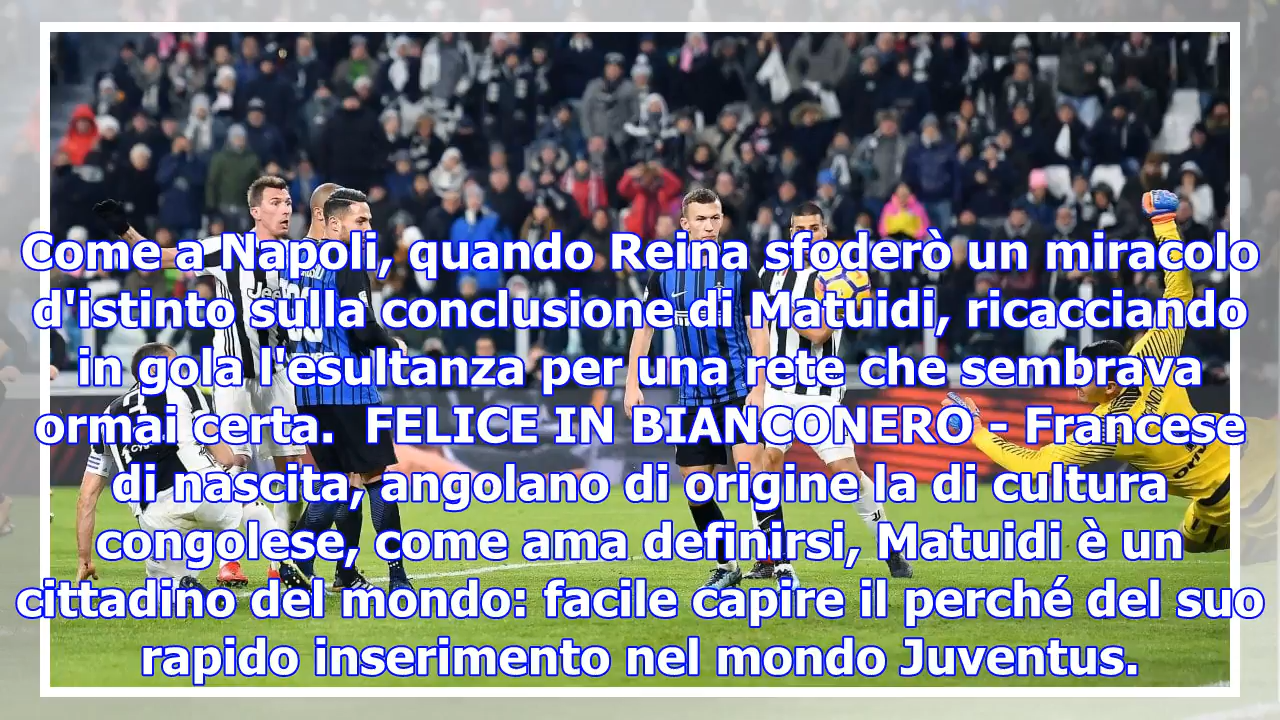 Come a Napoli, quando Reina sfoderò un miracolo
d'istinto sulla conclusione di Matuidi, ricacciando
in gola l'esultanza per una rete che sembrava
ormai certa.  FELICE IN BIANCONERO - Francese
di nascita, angolano di origine la di cultura
congolese, come ama definirsi, Matuidi è un
cittadino del mondo: facile capire il perché del suo
rapido inserimento nel mondo Juventus.